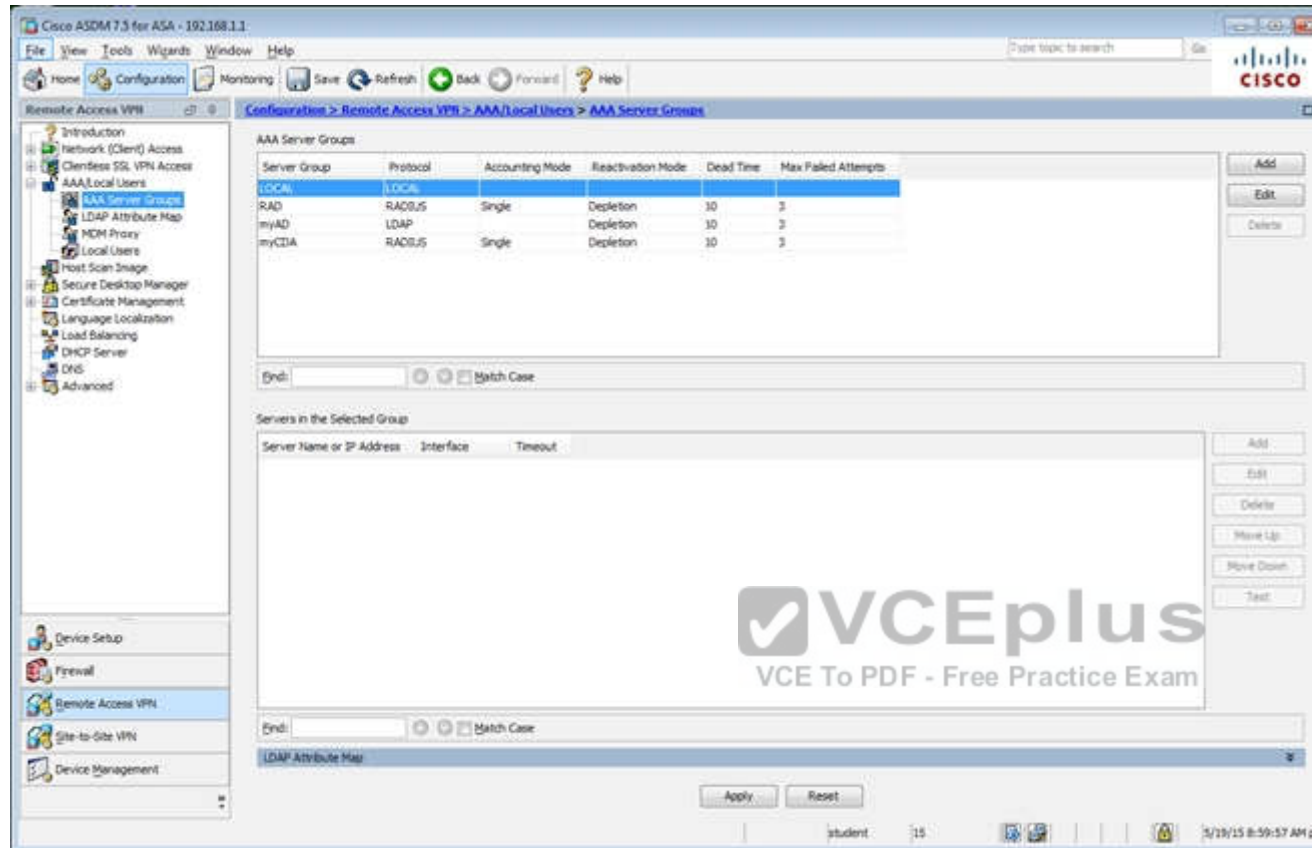 Cisco ASDM 7.5 for ASA - 192.168.1.1
File View Tools Wizards Window Help
Type topic to search Go
Home Configuration Monitoring Save Refresh Back Forward Help
CISCO
Remote Access VPN
Configuration > Remote Access VPN > AAA/Local Users > AAA Server Groups
Introduction
Network (Client) Access
Clientless SSL VPN Access
AAA/Local Users
AAA Server Groups
LDAP Attribute Map
MDM Proxy
Local Users
Host Scan Image
Secure Desktop Manager
Certificate Management
Language Localization
Load Balancing
DHCP Server
DNS
Advanced
Device Setup
Firewall
Remote Access VPN
Site-to-Site VPN
Device Management
AAA Server Groups
Server Group Protocol Accounting Mode Reactivation Mode Dead Time Max Failed Attempts
LOCAL LOCAL
RAD RADIUS Single Depletion 10 3
myAD LDAP Depletion 10 3
myCDA RADIUS Single Depletion 10 3
Add
Edit
Delete
Find: Match Case
Servers in the Selected Group
Server Name or IP Address Interface Timeout
Add
Edit
Delete
Move Up
Move Down
Test
VCEplus
VCE To PDF - Free Practice Exam
Find: Match Case
LDAP Attribute Map
Apply Reset
student 15 5/19/15 8:59:57 AM